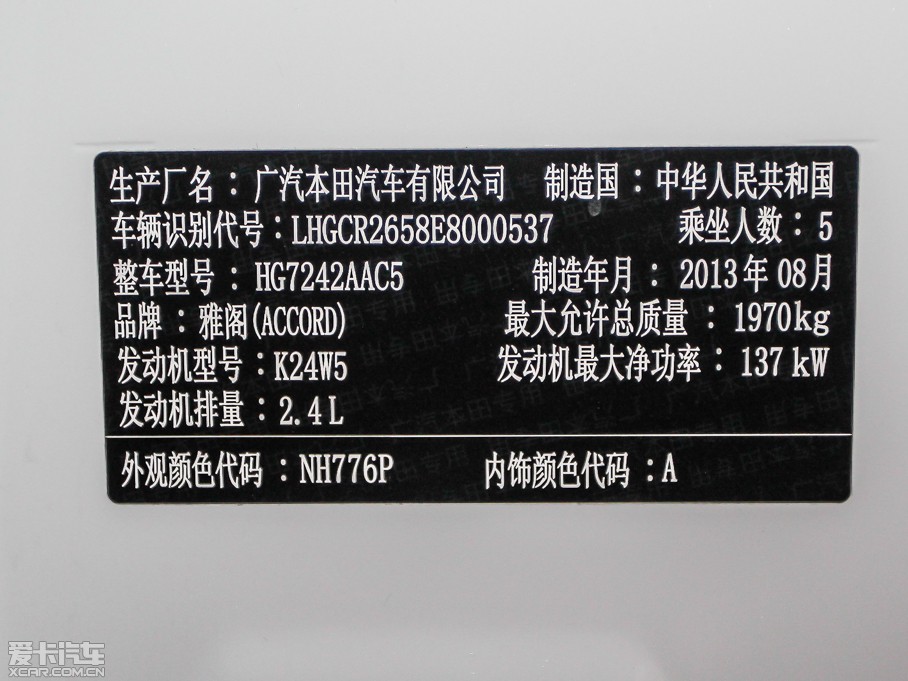 生产厂名：广汽本田汽车有限公司 制造国：中华人民共和国
车辆识别代号：LHGCR2658E8000537 乘坐人数：5
整车型号：HG7242AAC5 制造年月：2013年08月
品牌：雅阁(ACCORD) 最大允许总质量：1970kg
发动机型号：K24W5 发动机最大净功率：137kW
发动机排量：2.4L
外观颜色代码：NH776P 内饰颜色代码：A
爱卡汽车
XCAR.COM.CN